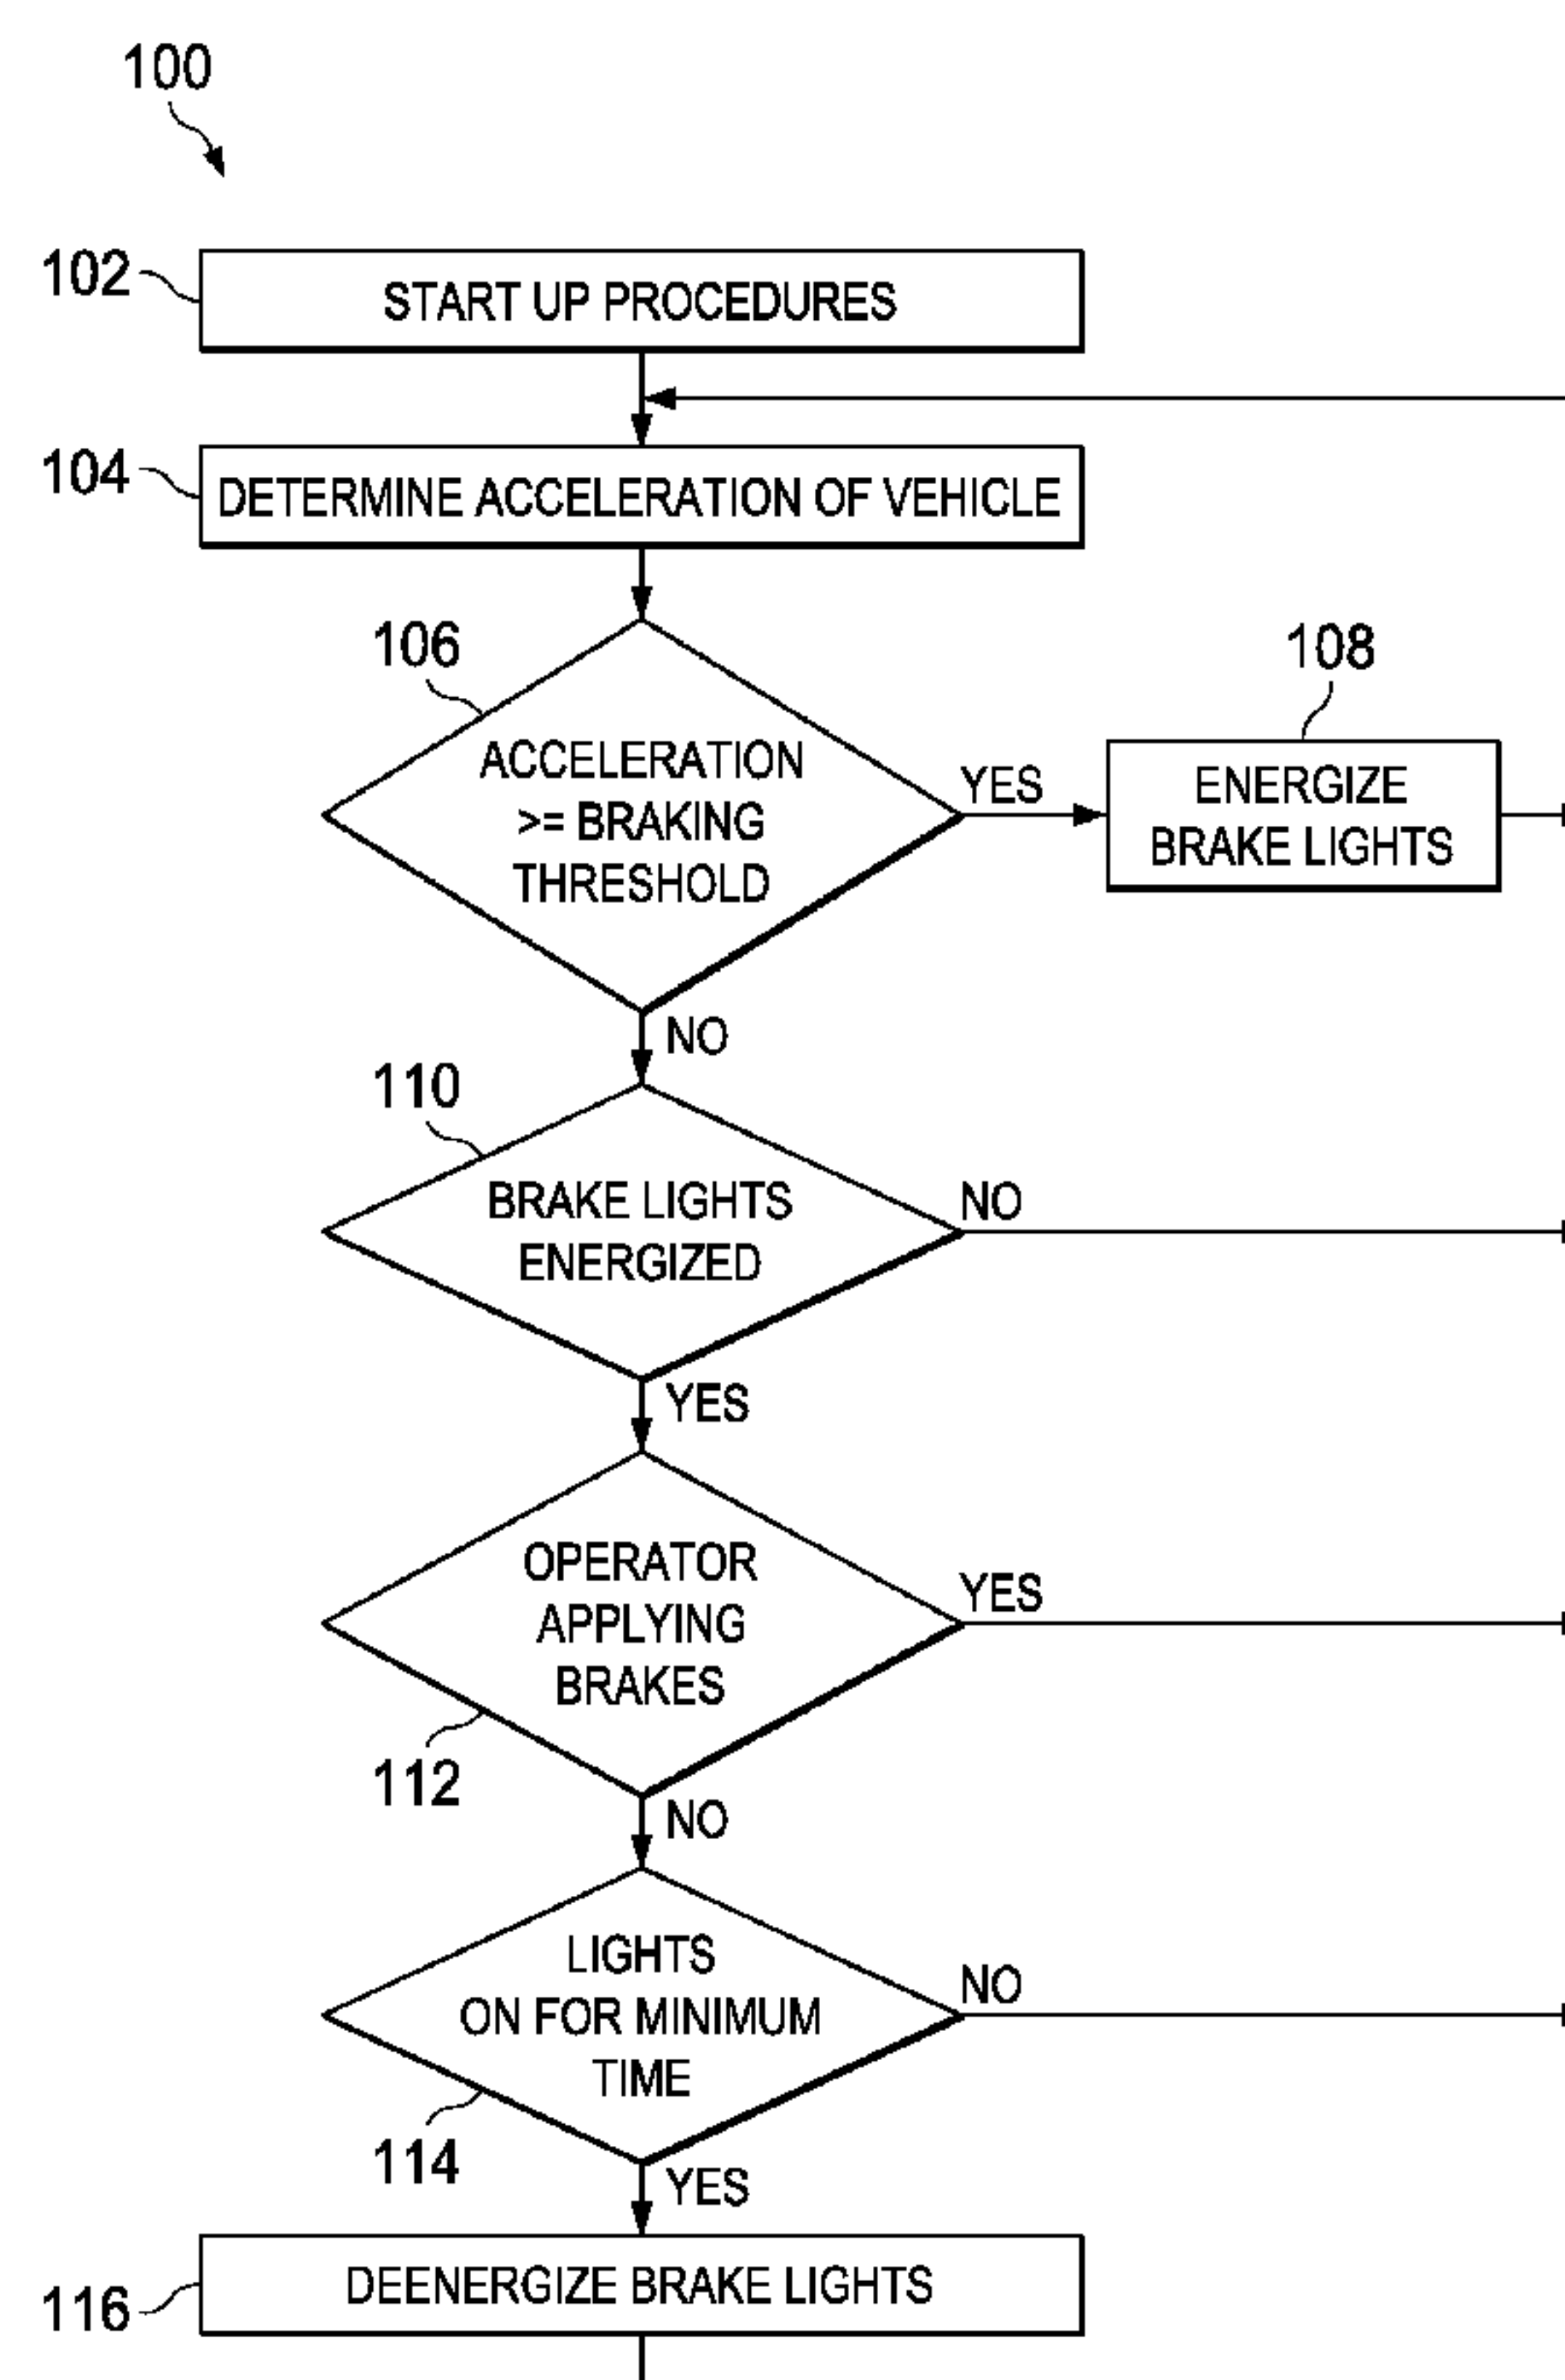 100
102
START UP PROCEDURES
104
DETERMINE ACCELERATION OF VEHICLE
106
ACCELERATION
>= BRAKING
THRESHOLD
YES
108
ENERGIZE
BRAKE LIGHTS
NO
110
BRAKE LIGHTS
ENERGIZED
NO
YES
OPERATOR
APPLYING
BRAKES
YES
112
NO
LIGHTS
ON FOR MINIMUM
TIME
NO
114
YES
116
DEENERGIZE BRAKE LIGHTS